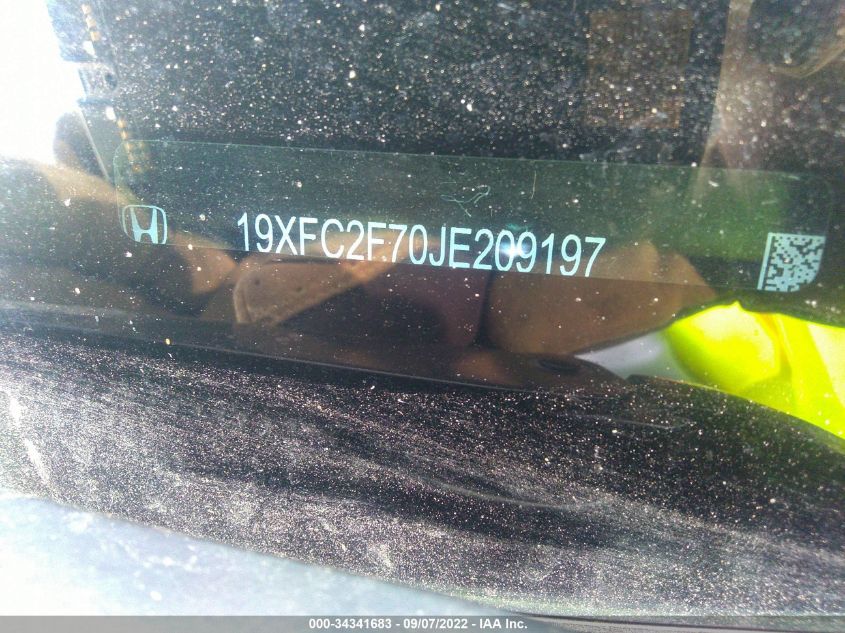 19XFC2F70JE209197
000-34341683 | 09/07/2022 - IAA Inc.